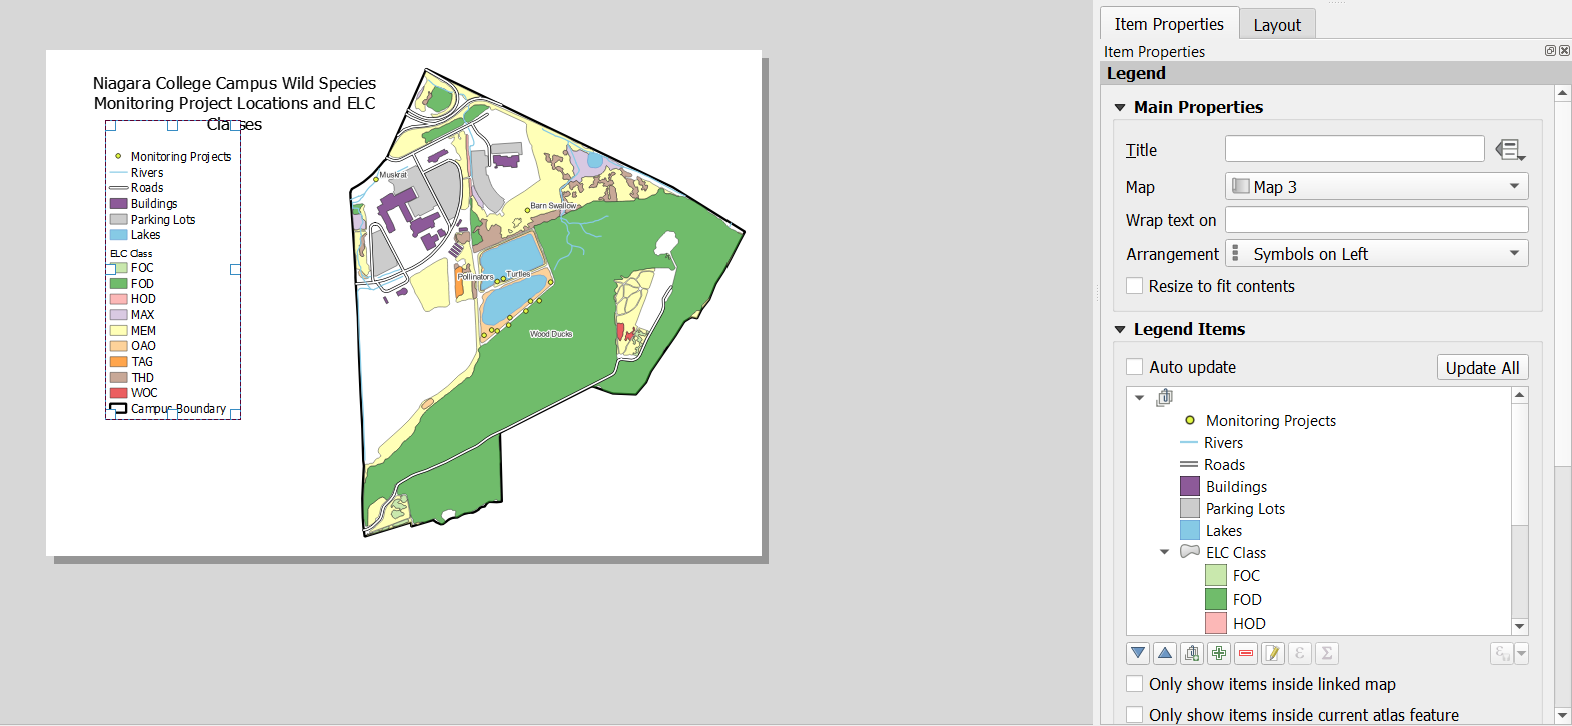 Niagara College Campus Wild Species
Monitoring Project Locations and ELC
Classes
Monitoring Projects
Rivers
Roads
Buildings
Parking Lots
Lakes
ELC Class
FOC
FOD
HOD
MAX
MEM
OAO
TAG
THD
WOC
Campus Boundary
Muskrat
Barn Swallow
Pollinators
Turtles
Wood Ducks
Item Properties
Layout
Item Properties
Legend
Main Properties
Title
Map
Map 3
Wrap text on
Arrangement
Symbols on Left
Resize to fit contents
Legend Items
Auto update
Update All
Monitoring Projects
Rivers
Roads
Buildings
Parking Lots
Lakes
ELC Class
FOC
FOD
HOD
ε
Σ
ε
Only show items inside linked map
Only show items inside current atlas feature